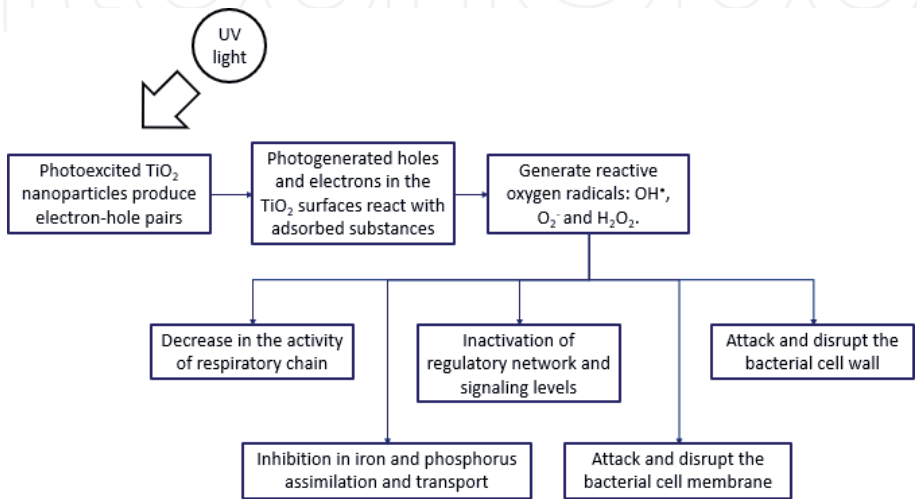 UV
light
Photoexcited TiO₂
nanoparticles produce
electron-hole pairs
Photogenerated holes
and electrons in the
TiO₂ surfaces react with
adsorbed substances
Generate reactive
oxygen radicals: OH•,
O₂⁻ and H₂O₂.
Decrease in the activity
of respiratory chain
Inactivation of
regulatory network and
signaling levels
Attack and disrupt the
bacterial cell wall
Inhibition in iron and phosphorus
assimilation and transport
Attack and disrupt the
bacterial cell membrane